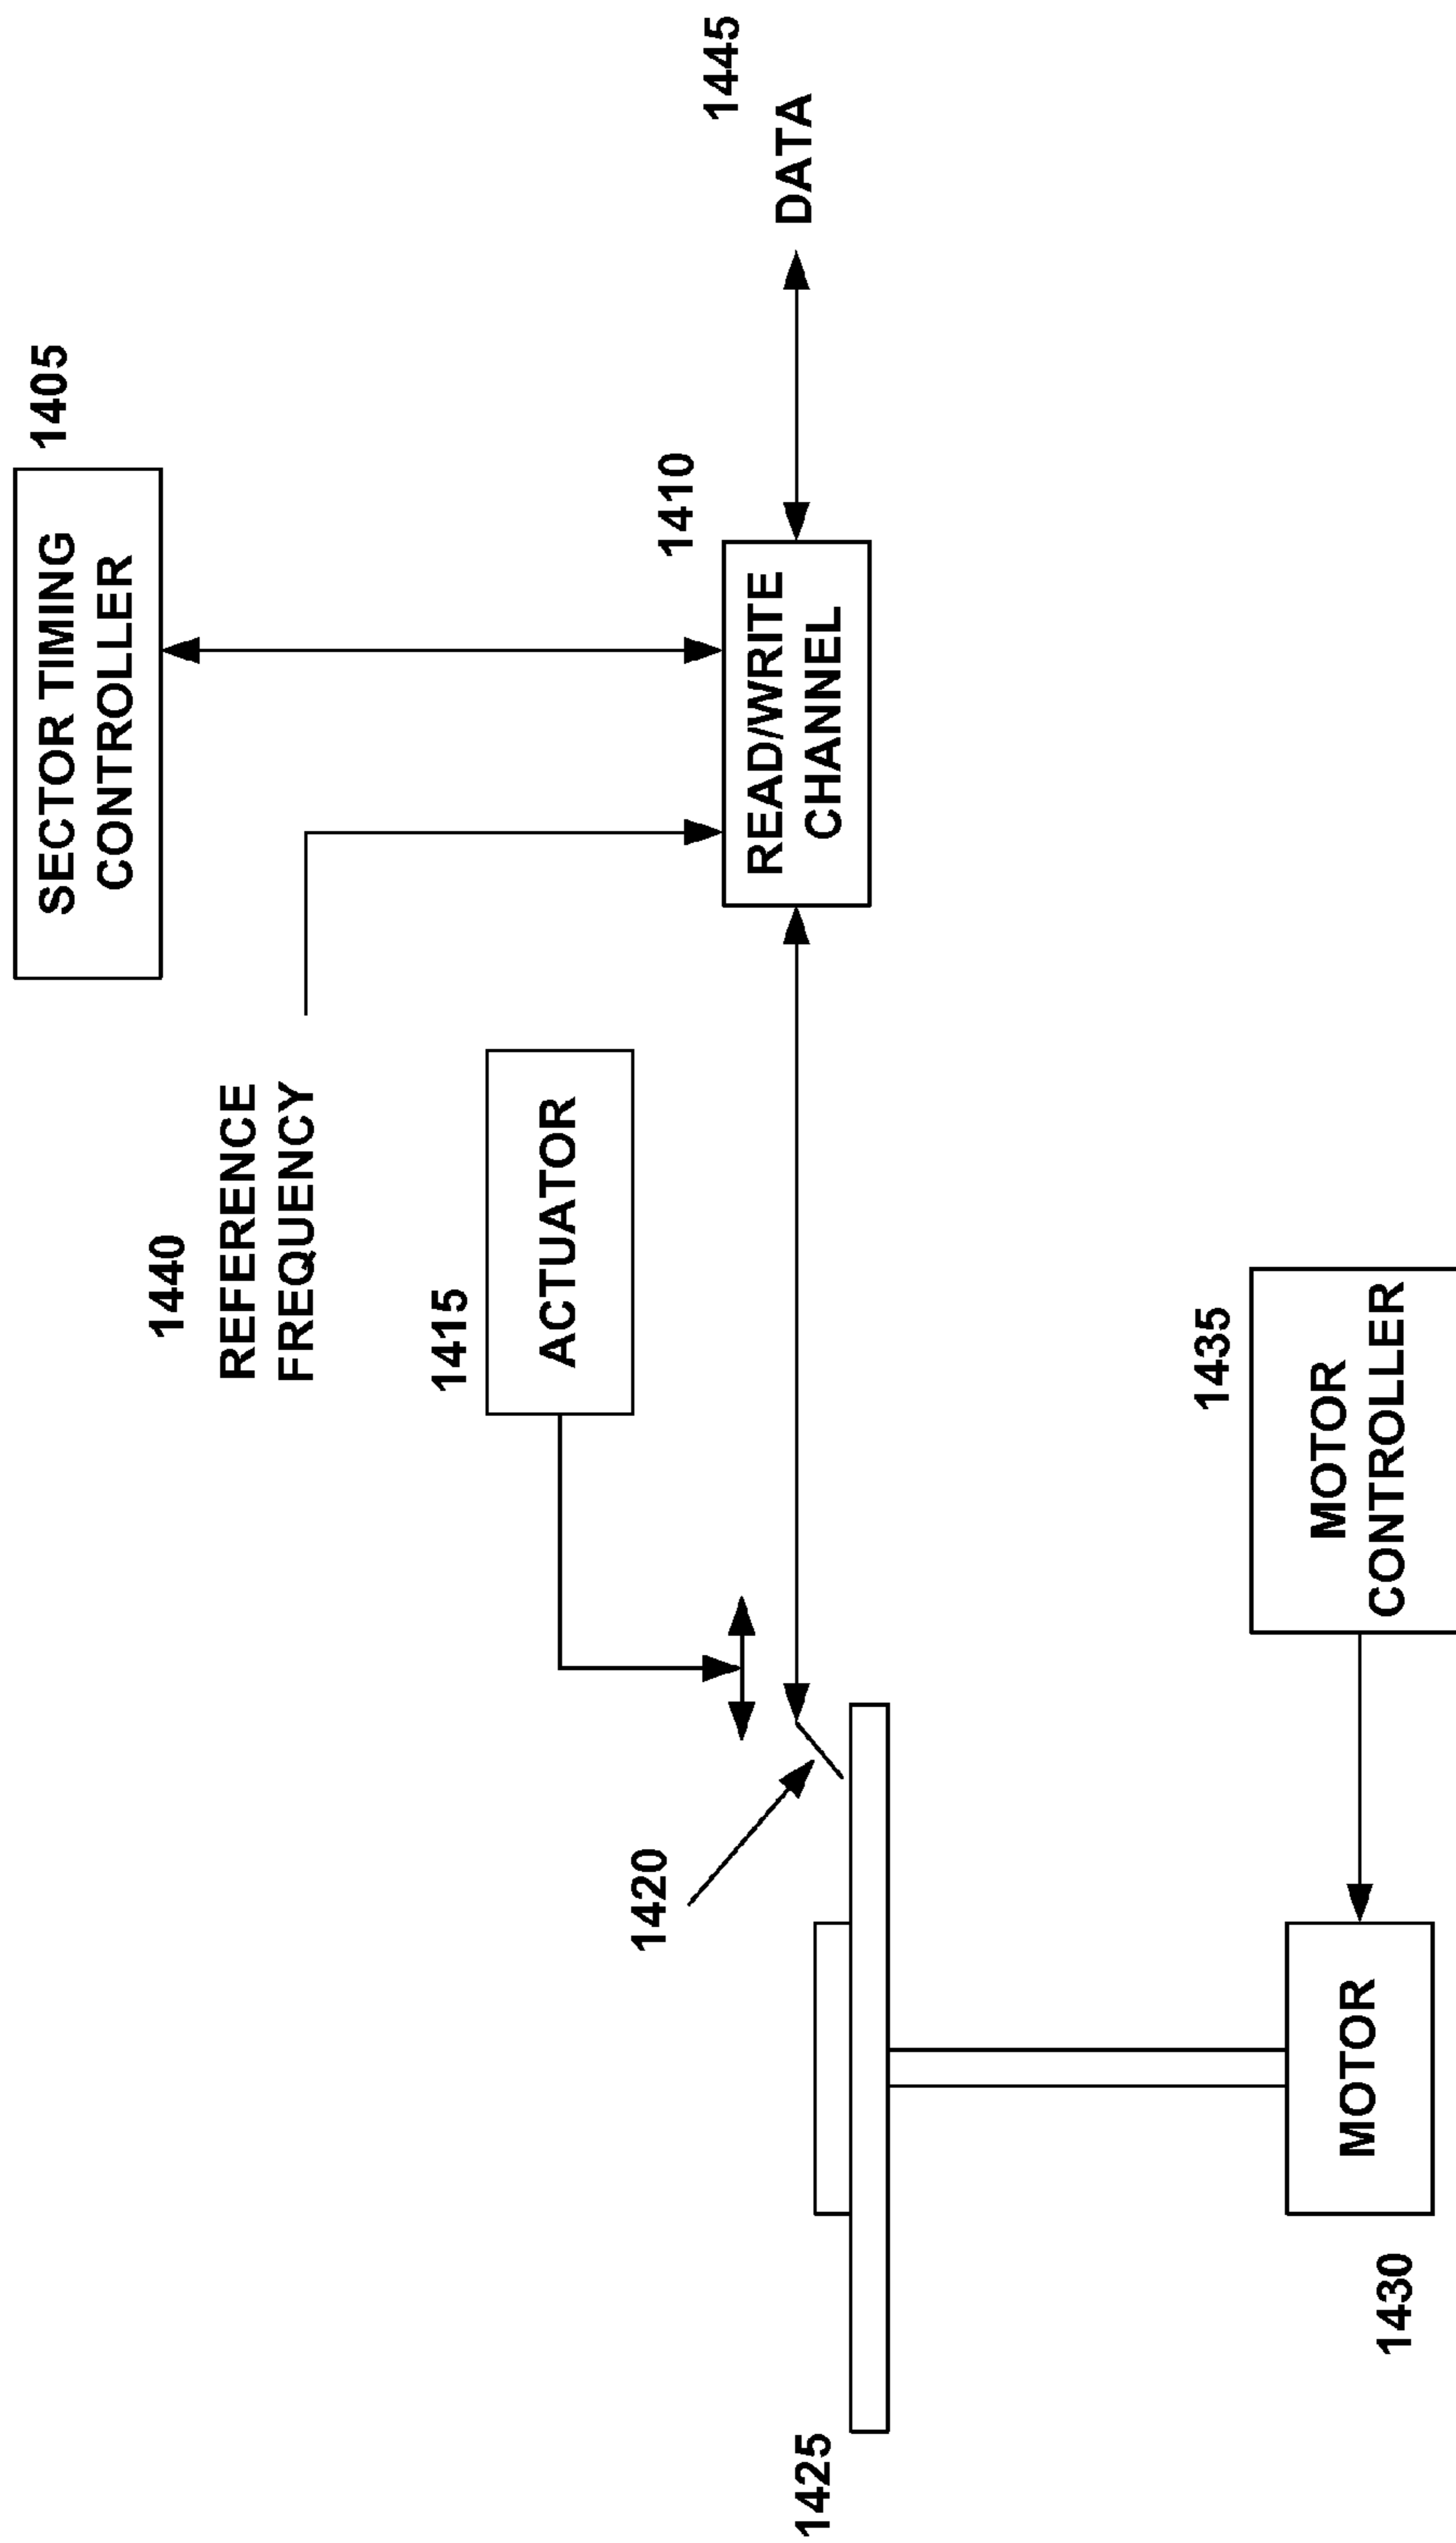 1405
SECTOR TIMING
CONTROLLER
1440
REFERENCE
FREQUENCY
1415
ACTUATOR
1410
READ/WRITE
CHANNEL
1445
DATA
1420
1425
1435
MOTOR
CONTROLLER
MOTOR
1430